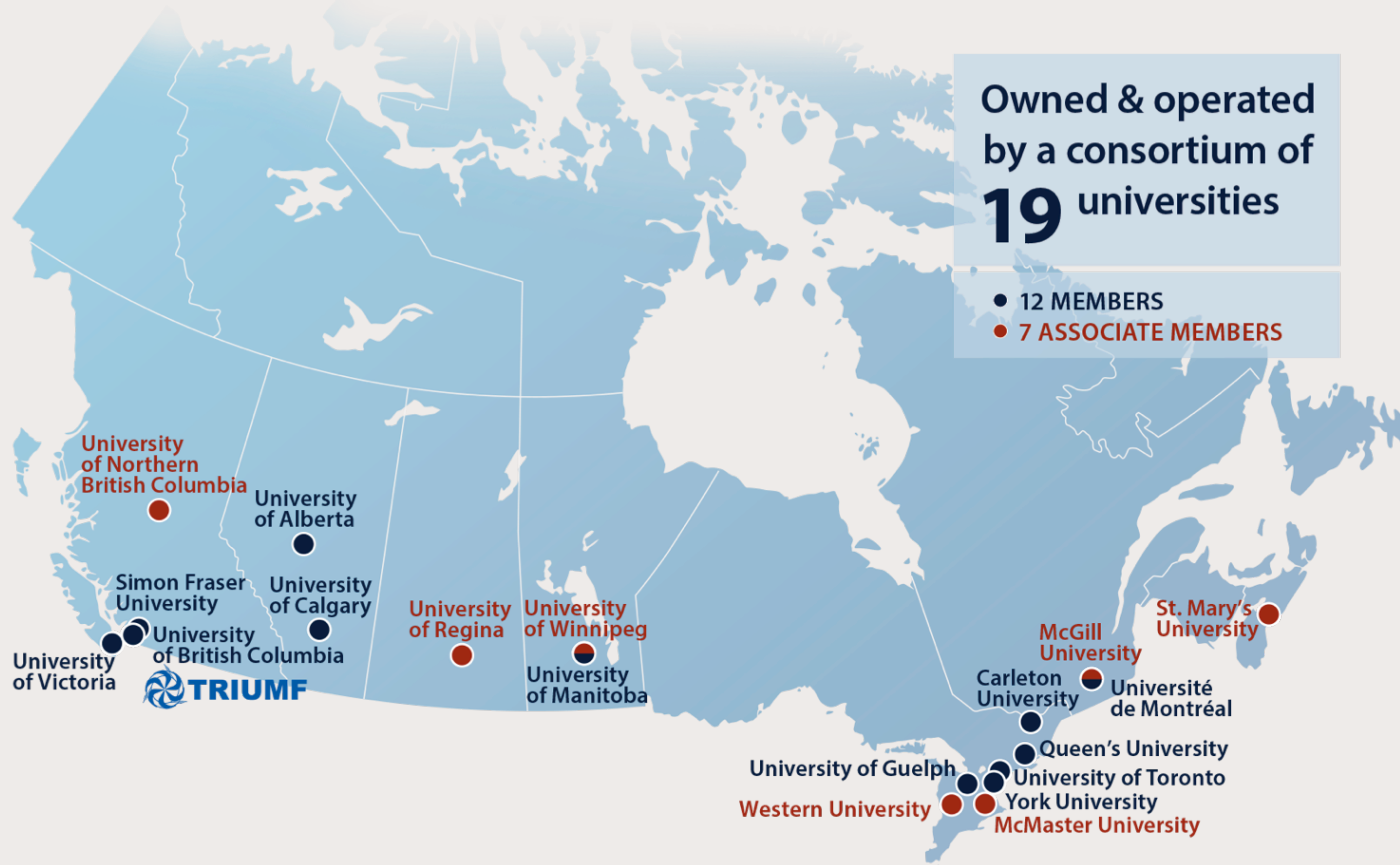 Owned & operated
by a consortium of
19 universities
12 MEMBERS
7 ASSOCIATE MEMBERS
University
of Northern
British Columbia
University
of Alberta
Simon Fraser
University
University
of Calgary
University
of British Columbia
University
of Victoria
TRIUMF
University
of Regina
University
of Winnipeg
University
of Manitoba
St. Mary's
University
McGill
University
Carleton
University
Université
de Montréal
Queen's University
University of Guelph
University of Toronto
York University
Western University
McMaster University